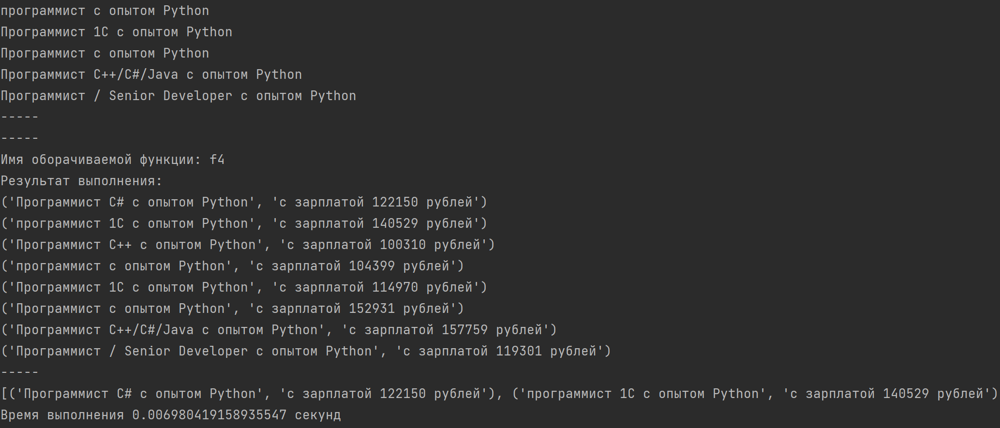 программист с опытом Python
Программист 1С с опытом Python
Программист с опытом Python
Программист C++/C#/Java с опытом Python
Программист / Senior Developer с опытом Python
-----
-----
Имя оборачиваемой функции: f4
Результат выполнения:
('Программист C# с опытом Python', 'с зарплатой 122150 рублей')
('программист 1С с опытом Python', 'с зарплатой 140529 рублей')
('Программист C++ с опытом Python', 'с зарплатой 100310 рублей')
('программист с опытом Python', 'с зарплатой 104399 рублей')
('Программист 1С с опытом Python', 'с зарплатой 114970 рублей')
('Программист с опытом Python', 'с зарплатой 152931 рублей')
('Программист C++/C#/Java с опытом Python', 'с зарплатой 157759 рублей')
('Программист / Senior Developer с опытом Python', 'с зарплатой 119301 рублей')
-----
[('Программист C# с опытом Python', 'с зарплатой 122150 рублей'), ('программист 1С с опытом Python', 'с зарплатой 140529 рублей')
Время выполнения 0.006980419158935547 секунд